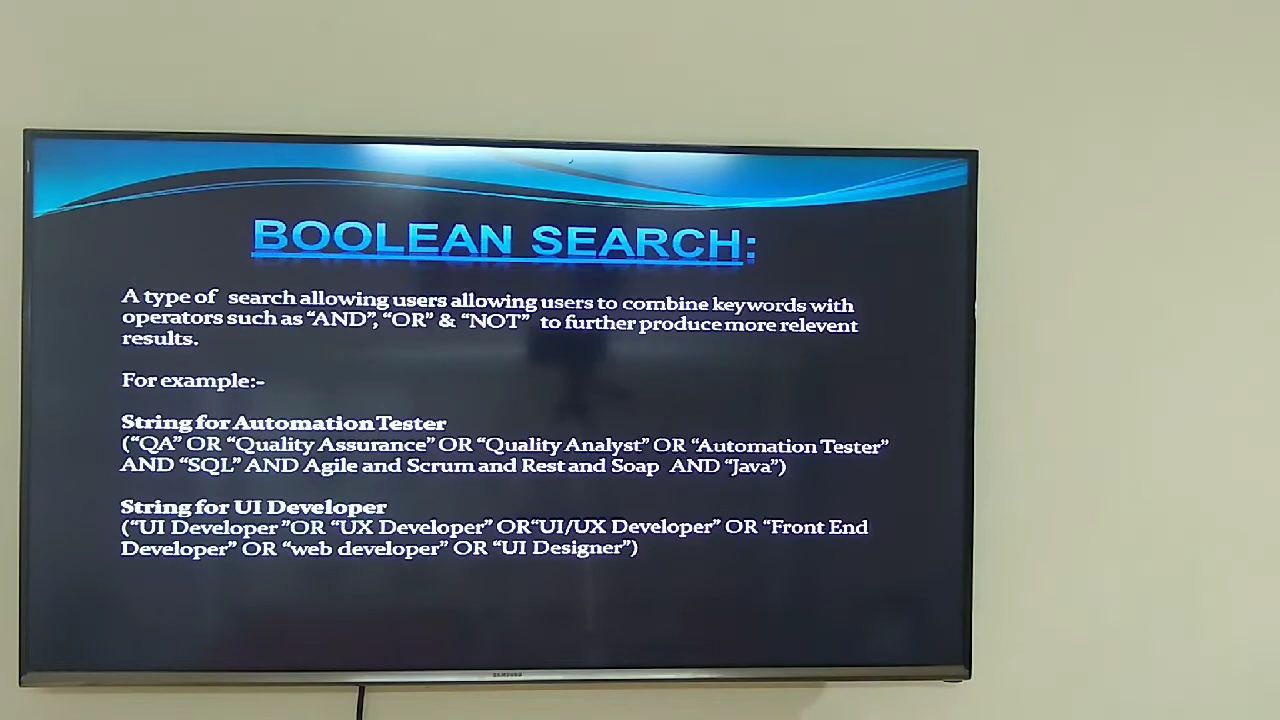 BOOLEAN SEARCH:
A type of search allowing users allowing users to combine keywords with
operators such as “AND”, “OR” & “NOT” to further produce more relevent
results.
For example:-
String for Automation Tester
(“QA” OR “Quality Assurance” OR “Quality Analyst” OR “Automation Tester”
AND “SQL” AND Agile and Scrum and Rest and Soap AND “Java”)
String for UI Developer
(“UI Developer ”OR “UX Developer” OR“UI/UX Developer” OR “Front End
Developer” OR “web developer” OR “UI Designer”)
SAMSUNG